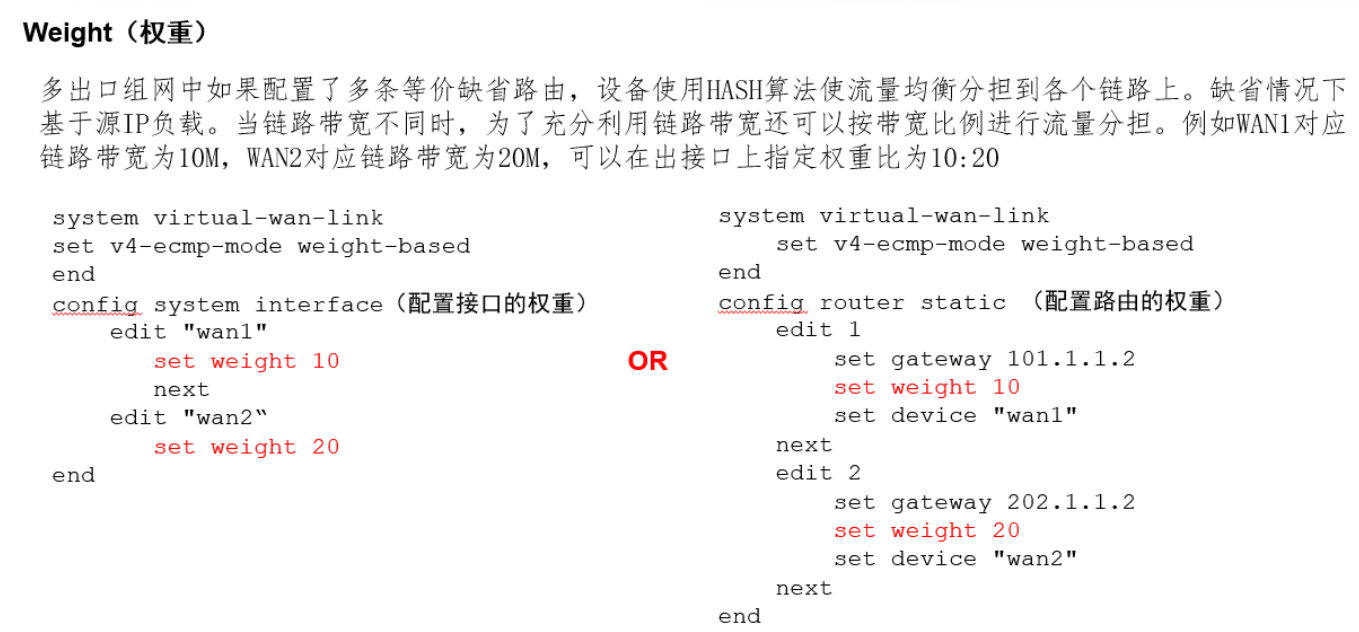 Weight（权重）
多出口组网中如果配置了多条等价缺省路由，设备使用HASH算法使流量均衡分担到各个链路上。缺省情况下
基于源IP负载。当链路带宽不同时，为了充分利用链路带宽还可以按带宽比例进行流量分担。例如WAN1对应
链路带宽为10M，WAN2对应链路带宽为20M，可以在出接口上指定权重比为10:20
system virtual-wan-link
set v4-ecmp-mode weight-based
end
config system interface（配置接口的权重）
edit "wan1"
set weight 10
next
edit "wan2“
set weight 20
end
OR
system virtual-wan-link
set v4-ecmp-mode weight-based
end
config router static （配置路由的权重）
edit 1
set gateway 101.1.1.2
set weight 10
set device "wan1"
next
edit 2
set gateway 202.1.1.2
set weight 20
set device "wan2"
next
end